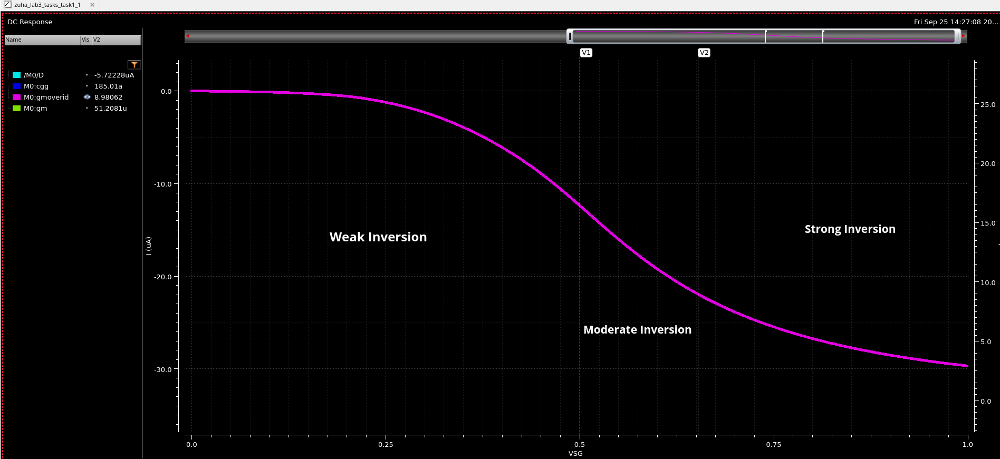 zuha_lab3_tasks_task1_1
DC Response
Fri Sep 25 14:27:08 20...
Name Vis V2
/M0/D -5.72228uA
M0:cgg 185.01a
M0:gmoverid 8.98062
M0:gm 51.2081u
V1 V2
0.0
-10.0
-20.0
-30.0
I (uA)
Weak Inversion
Moderate Inversion
Strong Inversion
25.0
20.0
15.0
10.0
5.0
0.0
0.0 0.25 0.5 0.75 1.0
VSG